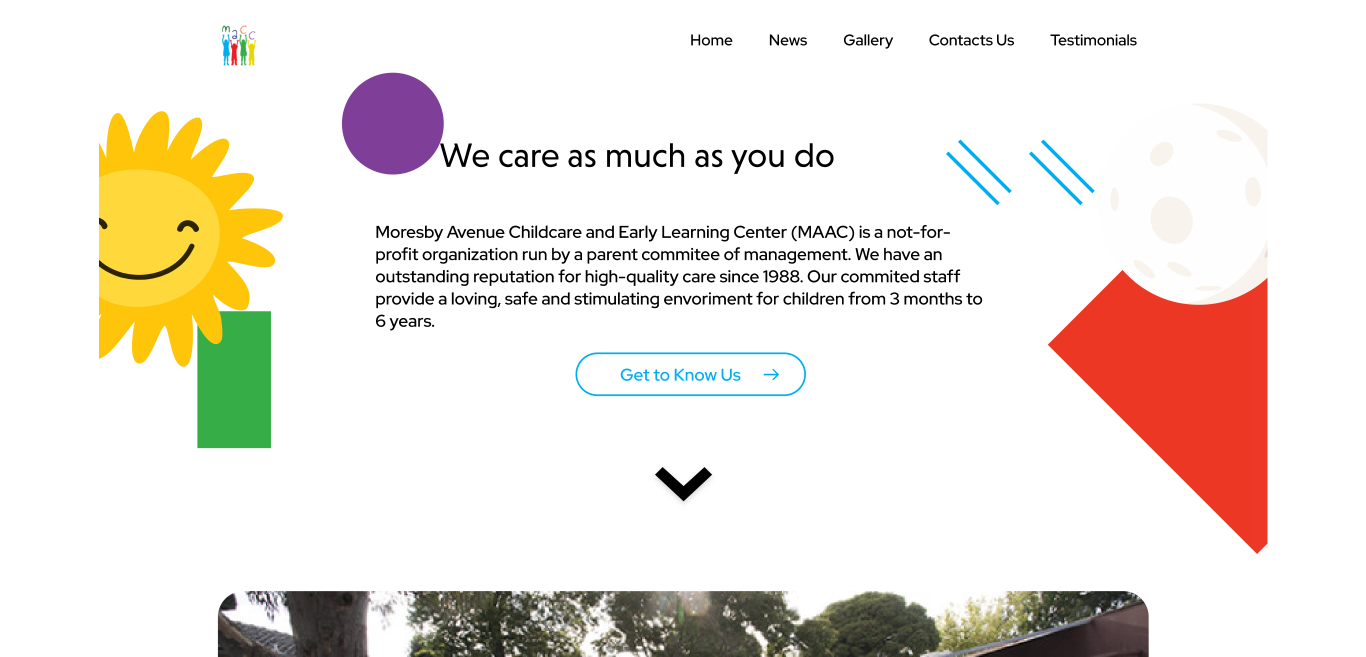 macc
Home News Gallery Contacts Us Testimonials
We care as much as you do
Moresby Avenue Childcare and Early Learning Center (MAAC) is a not-for-
profit organization run by a parent commitee of management. We have an
outstanding reputation for high-quality care since 1988. Our commited staff
provide a loving, safe and stimulating envoriment for children from 3 months to
6 years.
Get to Know Us